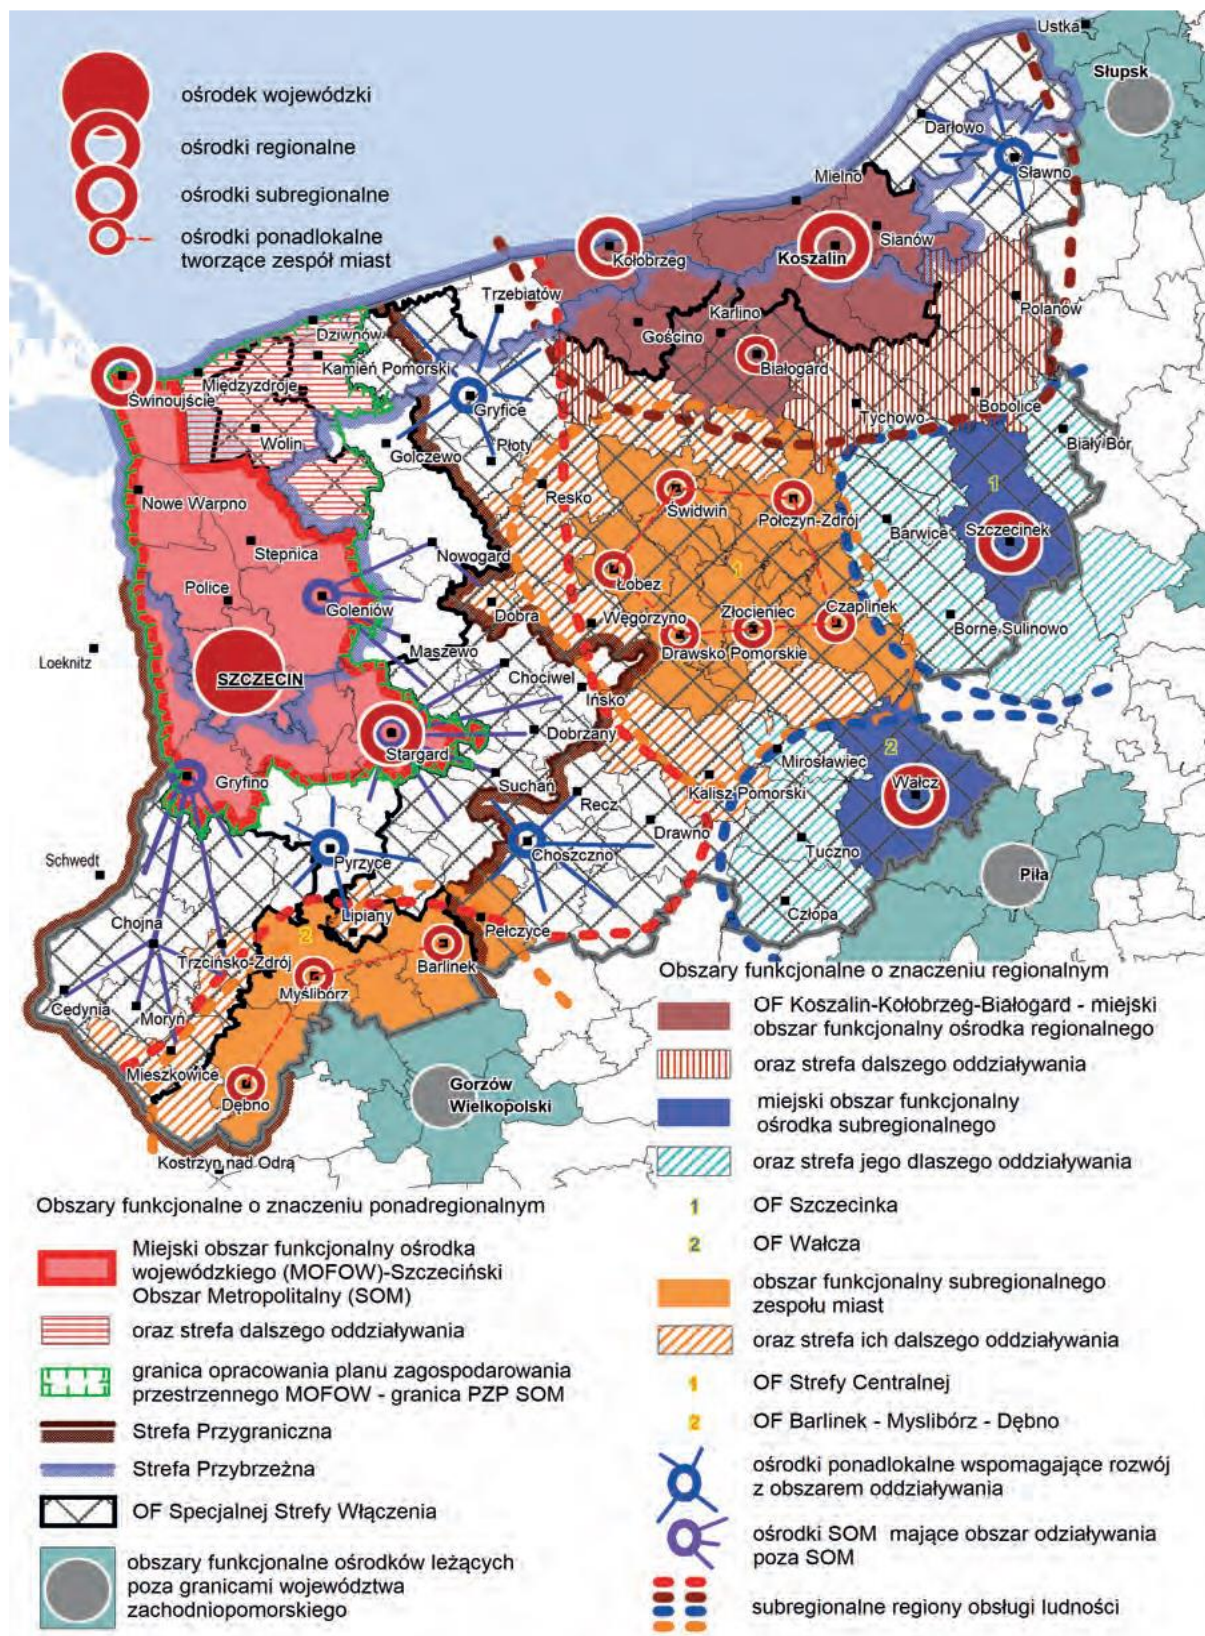 ośrodek wojewódzki
ośrodki regionalne
ośrodki subregionalne
ośrodki ponadlokalne
tworzące zespół miast
Ustka
Słupsk
Darłowo
Sławno
Mielno
Sianów
Kołobrzeg
Koszalin
Trzebiatów
Polanów
Karlino
Gościno
Dziwnów
Białogard
Kamień Pomorski
Międzyzdroje
Świnoujście
Gryfice
Bobolice
Tychowo
Wolin
Golczewo
Płoty
Biały Bór
Resko
1
Nowe Warpno
Świdwin
Połczyn-Zdrój
Barwice
Szczecinek
Stepnica
Nowogard
Łobez
1
Police
Goleniów
Dobra
Węgorzyno
Złocieniec
Czaplinek
Borne Sulinowo
Loeknitz
Maszewo
Drawsko Pomorskie
SZCZECIN
Chociwel
Ińsko
Stargard
Dobrzany
2
Mirosławiec
Gryfino
Suchań
Kalisz Pomorski
Wałcz
Recz
Drawno
Schwedt
Pyrzyce
Choszczno
Tuczno
Piła
Człopa
Chojna
Lipiany
Pełczyce
2
Trzcińsko-Zdrój
Barlinek
Myślibórz
Cedynia
Moryń
Mieszkowice
Dębno
Gorzów
Wielkopolski
Kostrzyn nad Odrą
Obszary funkcjonalne o znaczeniu ponadregionalnym
Miejski obszar funkcjonalny ośrodka
wojewódzkiego (MOFOW)-Szczeciński
Obszar Metropolitalny (SOM)
oraz strefa dalszego oddziaływania
granica opracowania planu zagospodarowania
przestrzennego MOFOW - granica PZP SOM
Strefa Przygraniczna
Strefa Przybrzeżna
OF Specjalnej Strefy Włączenia
obszary funkcjonalne ośrodków leżących
poza granicami województwa
zachodniopomorskiego
Obszary funkcjonalne o znaczeniu regionalnym
OF Koszalin-Kołobrzeg-Białogard - miejski
obszar funkcjonalny ośrodka regionalnego
oraz strefa dalszego oddziaływania
miejski obszar funkcjonalny
ośrodka subregionalnego
oraz strefa jego dlaszego oddziaływania
1 OF Szczecinka
2 OF Wałcza
obszar funkcjonalny subregionalnego
zespołu miast
oraz strefa ich dalszego oddziaływania
1 OF Strefy Centralnej
2 OF Barlinek - Myslibórz - Dębno
ośrodki ponadlokalne wspomagające rozwój
z obszarem oddziaływania
ośrodki SOM mające obszar odziaływania
poza SOM
subregionalne regiony obsługi ludności